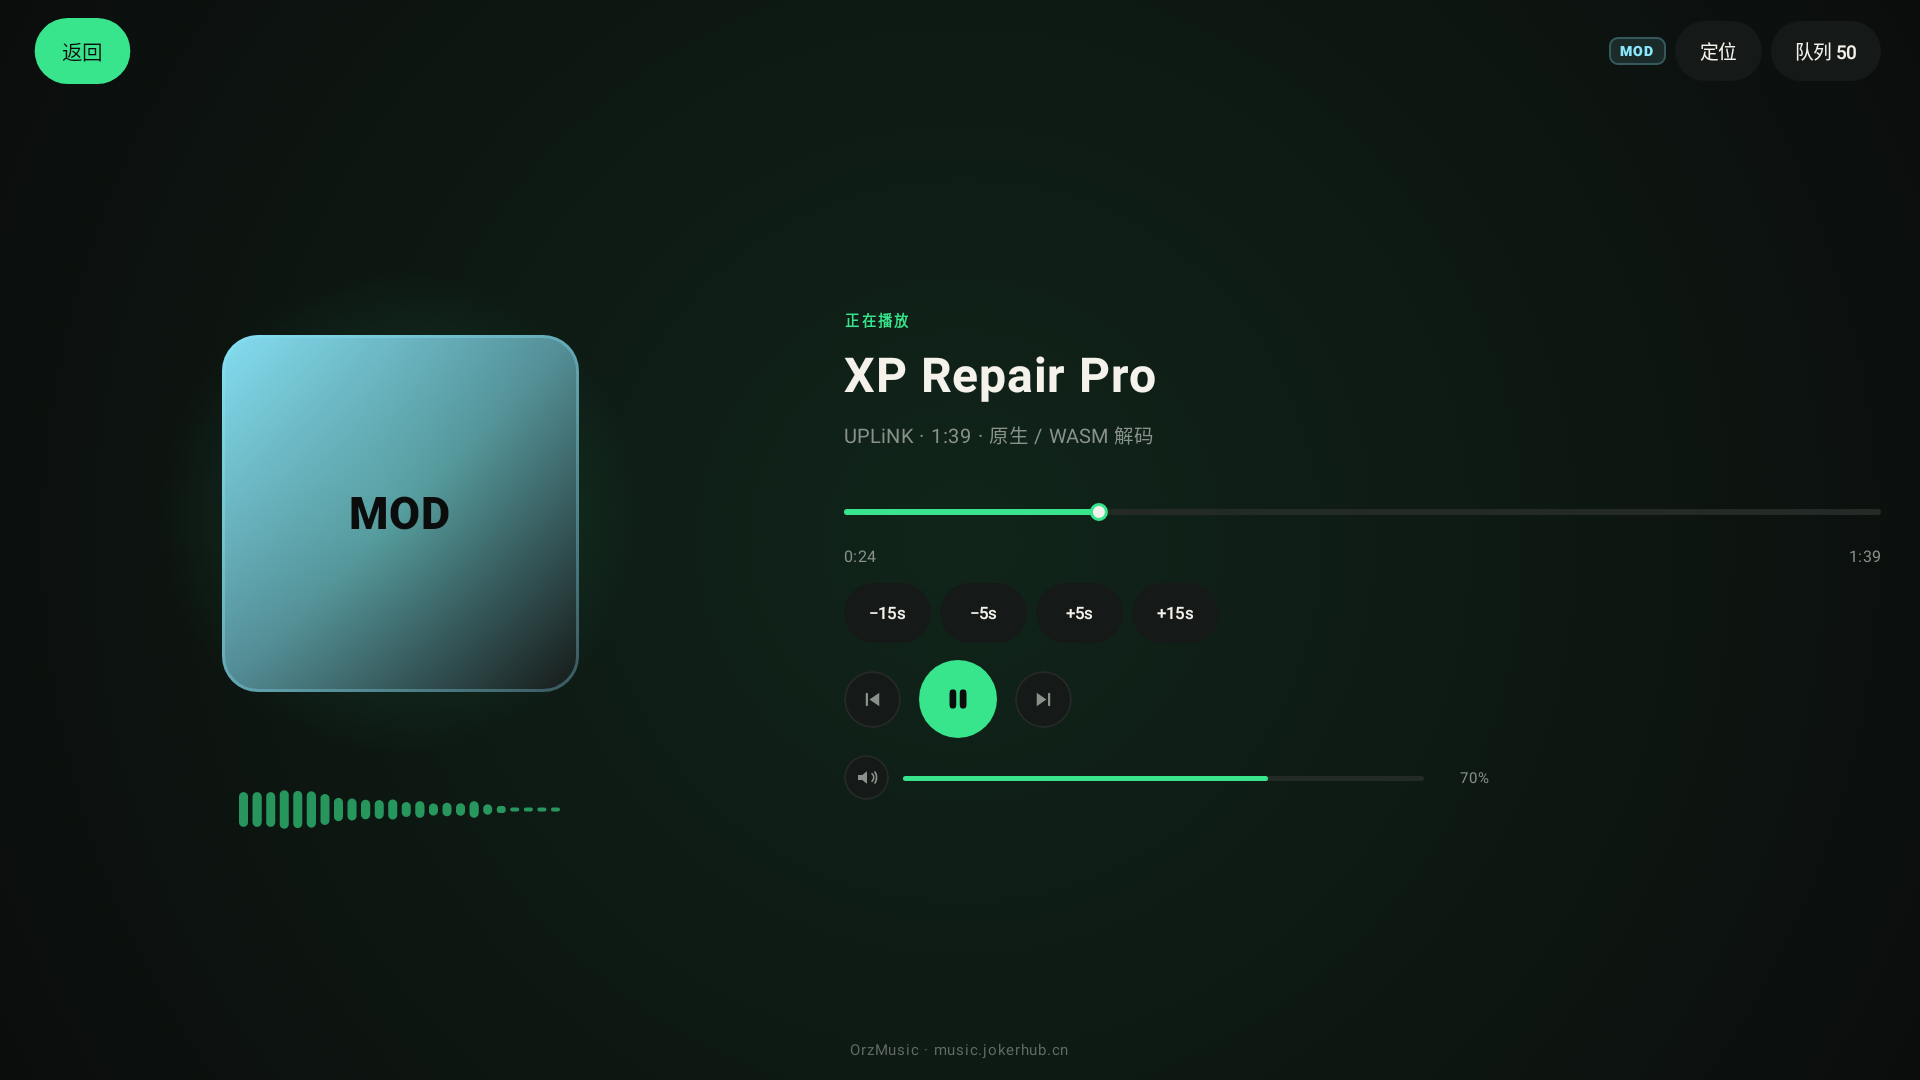 返回
MOD
定位
队列 50
MOD
正在播放
XP Repair Pro
UPLiNK · 1:39 · 原生 / WASM 解码
0:24
1:39
−15s
−5s
+5s
+15s
70%
OrzMusic · music.jokerhub.cn